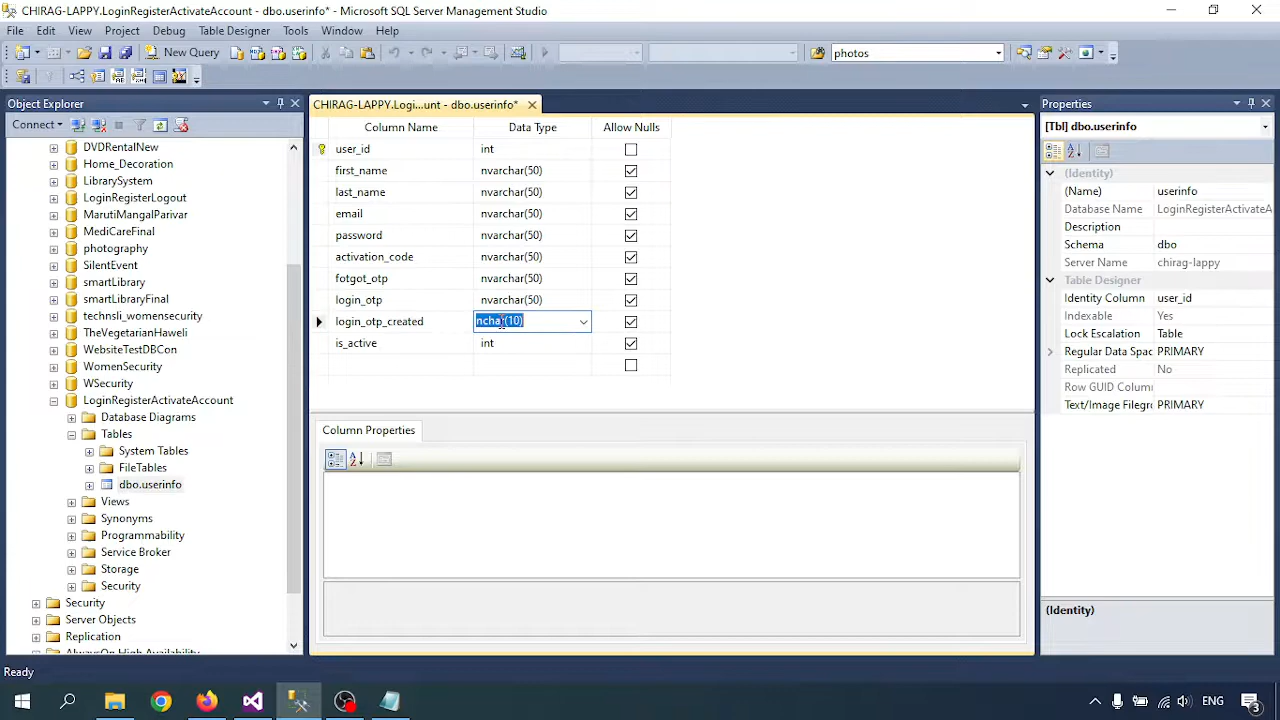 CHIRAG-LAPPY.LoginRegisterActivateAccount - dbo.userinfo* - Microsoft SQL Server Management Studio
File Edit View Project Debug Table Designer Tools Window Help
New Query photos
Object Explorer
Connect
DVDRentalNew
Home_Decoration
LibrarySystem
LoginRegisterLogout
MarutiMangalParivar
MediCareFinal
photography
SilentEvent
smartLibrary
smartLibraryFinal
technsli_womensecurity
TheVegetarianHaweli
WebsiteTestDBCon
WomenSecurity
WSecurity
LoginRegisterActivateAccount
Database Diagrams
Tables
System Tables
FileTables
dbo.userinfo
Views
Synonyms
Programmability
Service Broker
Storage
Security
Security
Server Objects
Replication
AlwaysOn High Availability
CHIRAG-LAPPY.Logi...unt - dbo.userinfo*
Column Name Data Type Allow Nulls
user_id int
first_name nvarchar(50)
last_name nvarchar(50)
email nvarchar(50)
password nvarchar(50)
activation_code nvarchar(50)
fotgot_otp nvarchar(50)
login_otp nvarchar(50)
login_otp_created nchar(10)
is_active int
Column Properties
Properties
[Tbl] dbo.userinfo
(Identity)
(Name) userinfo
Database Name LoginRegisterActivateA
Description
Schema dbo
Server Name chirag-lappy
Table Designer
Identity Column user_id
Indexable Yes
Lock Escalation Table
Regular Data Spac PRIMARY
Replicated No
Row GUID Column
Text/Image Filegro PRIMARY
(Identity)
Ready
ENG
3